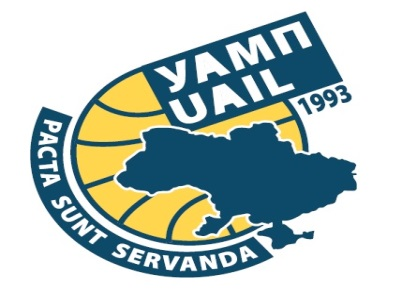 УАМП
UAIL
1993
PACTA SUNT SERVANDA